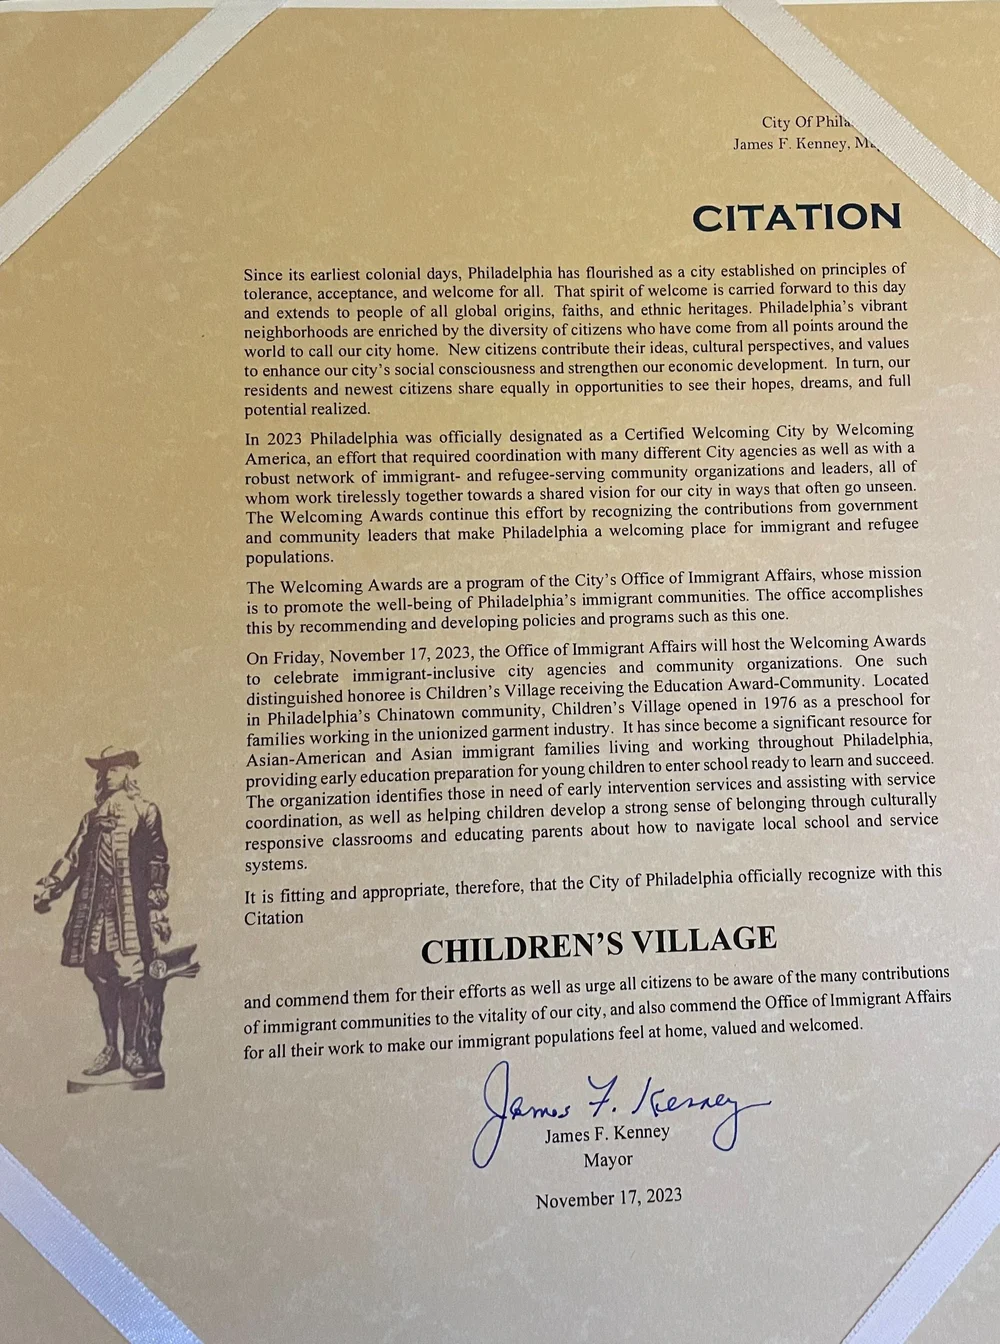 City Of Phila
James F. Kenney, Ma
CITATION
Since its earliest colonial days, Philadelphia has flourished as a city established on principles of
tolerance, acceptance, and welcome for all. That spirit of welcome is carried forward to this day
and extends to people of all global origins, faiths, and ethnic heritages. Philadelphia's vibrant
neighborhoods are enriched by the diversity of citizens who have come from all points around the
world to call our city home. New citizens contribute their ideas, cultural perspectives, and values
to enhance our city's social consciousness and strengthen our economic development. In turn, our
residents and newest citizens share equally in opportunities to see their hopes, dreams, and full
potential realized.
In 2023 Philadelphia was officially designated as a Certified Welcoming City by Welcoming
America, an effort that required coordination with many different City agencies as well as with a
robust network of immigrant- and refugee-serving community organizations and leaders, all of
whom work tirelessly together towards a shared vision for our city in ways that often go unseen.
The Welcoming Awards continue this effort by recognizing the contributions from government
and community leaders that make Philadelphia a welcoming place for immigrant and refugee
populations.
The Welcoming Awards are a program of the City's Office of Immigrant Affairs, whose mission
is to promote the well-being of Philadelphia's immigrant communities. The office accomplishes
this by recommending and developing policies and programs such as this one.
On Friday, November 17, 2023, the Office of Immigrant Affairs will host the Welcoming Awards
to celebrate immigrant-inclusive city agencies and community organizations. One such
distinguished honoree is Children's Village receiving the Education Award-Community. Located
in Philadelphia's Chinatown community, Children's Village opened in 1976 as a preschool for
families working in the unionized garment industry. It has since become a significant resource for
Asian-American and Asian immigrant families living and working throughout Philadelphia,
providing early education preparation for young children to enter school ready to learn and succeed.
The organization identifies those in need of early intervention services and assisting with service
coordination, as well as helping children develop a strong sense of belonging through culturally
responsive classrooms and educating parents about how to navigate local school and service
systems.
It is fitting and appropriate, therefore, that the City of Philadelphia officially recognize with this
Citation
CHILDREN'S VILLAGE
and commend them for their efforts as well as urge all citizens to be aware of the many contributions
of immigrant communities to the vitality of our city, and also commend the Office of Immigrant Affairs
for all their work to make our immigrant populations feel at home, valued and welcomed.
James F. Kenney
James F. Kenney
Mayor
November 17, 2023